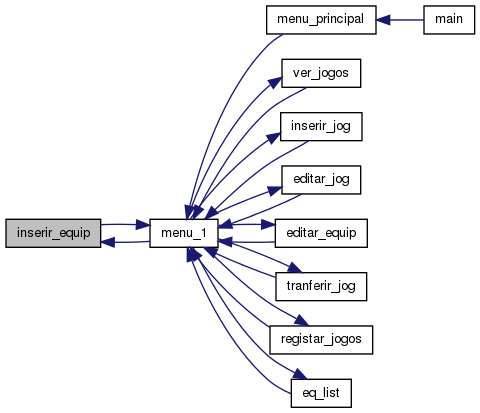 menu_principal
main
ver_jogos
inserir_jog
editar_jog
inserir_equip
menu_1
editar_equip
tranferir_jog
registar_jogos
eq_list